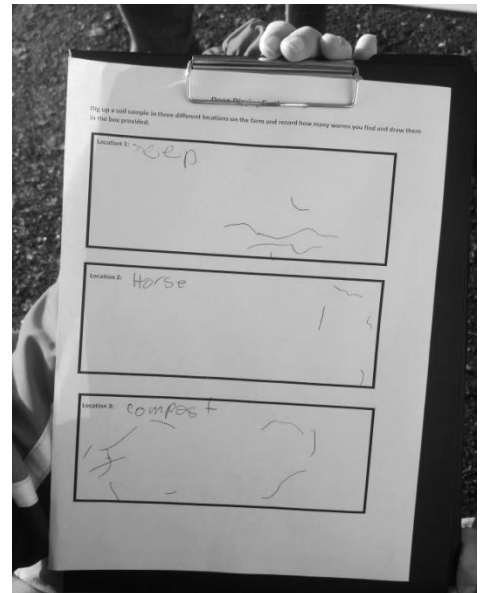 Dig up a soil sample in three different locations on the farm and record how many worms you find and draw them
in the box provided.
Location 1:
Location 2: Horse
Location 3: compost